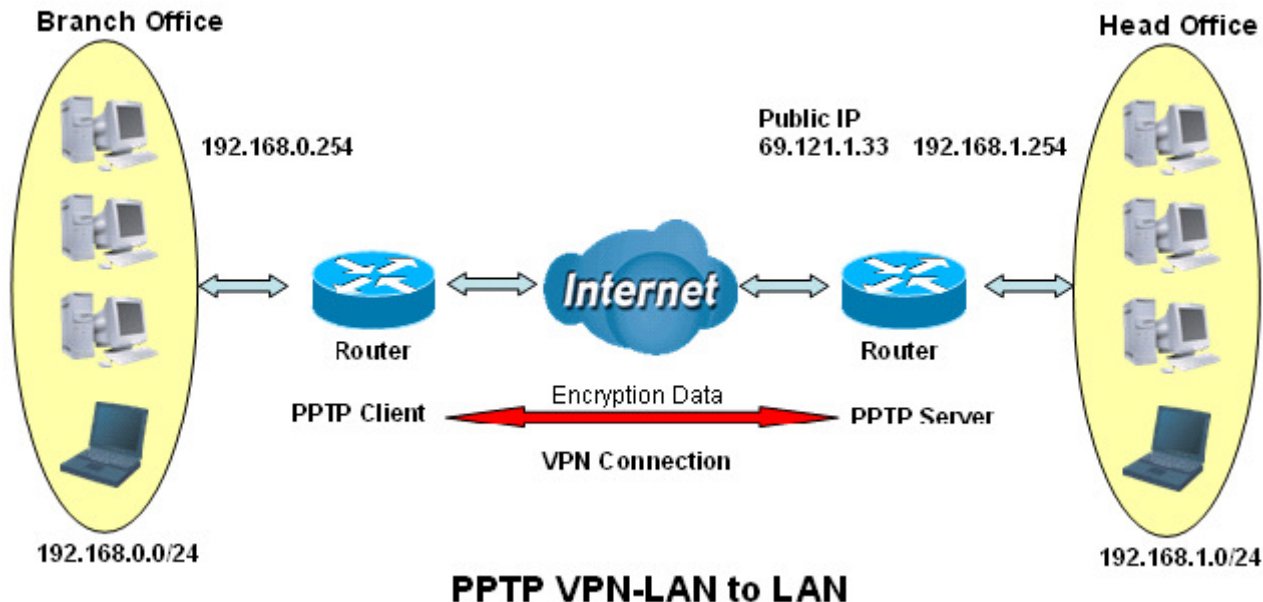 Branch Office
Head Office
Public IP
192.168.0.254
69.121.1.33 192.168.1.254
Internet
Router
Router
Encryption Data
PPTP Client
PPTP Server
VPN Connection
192.168.0.0/24
192.168.1.0/24
PPTP VPN-LAN to LAN